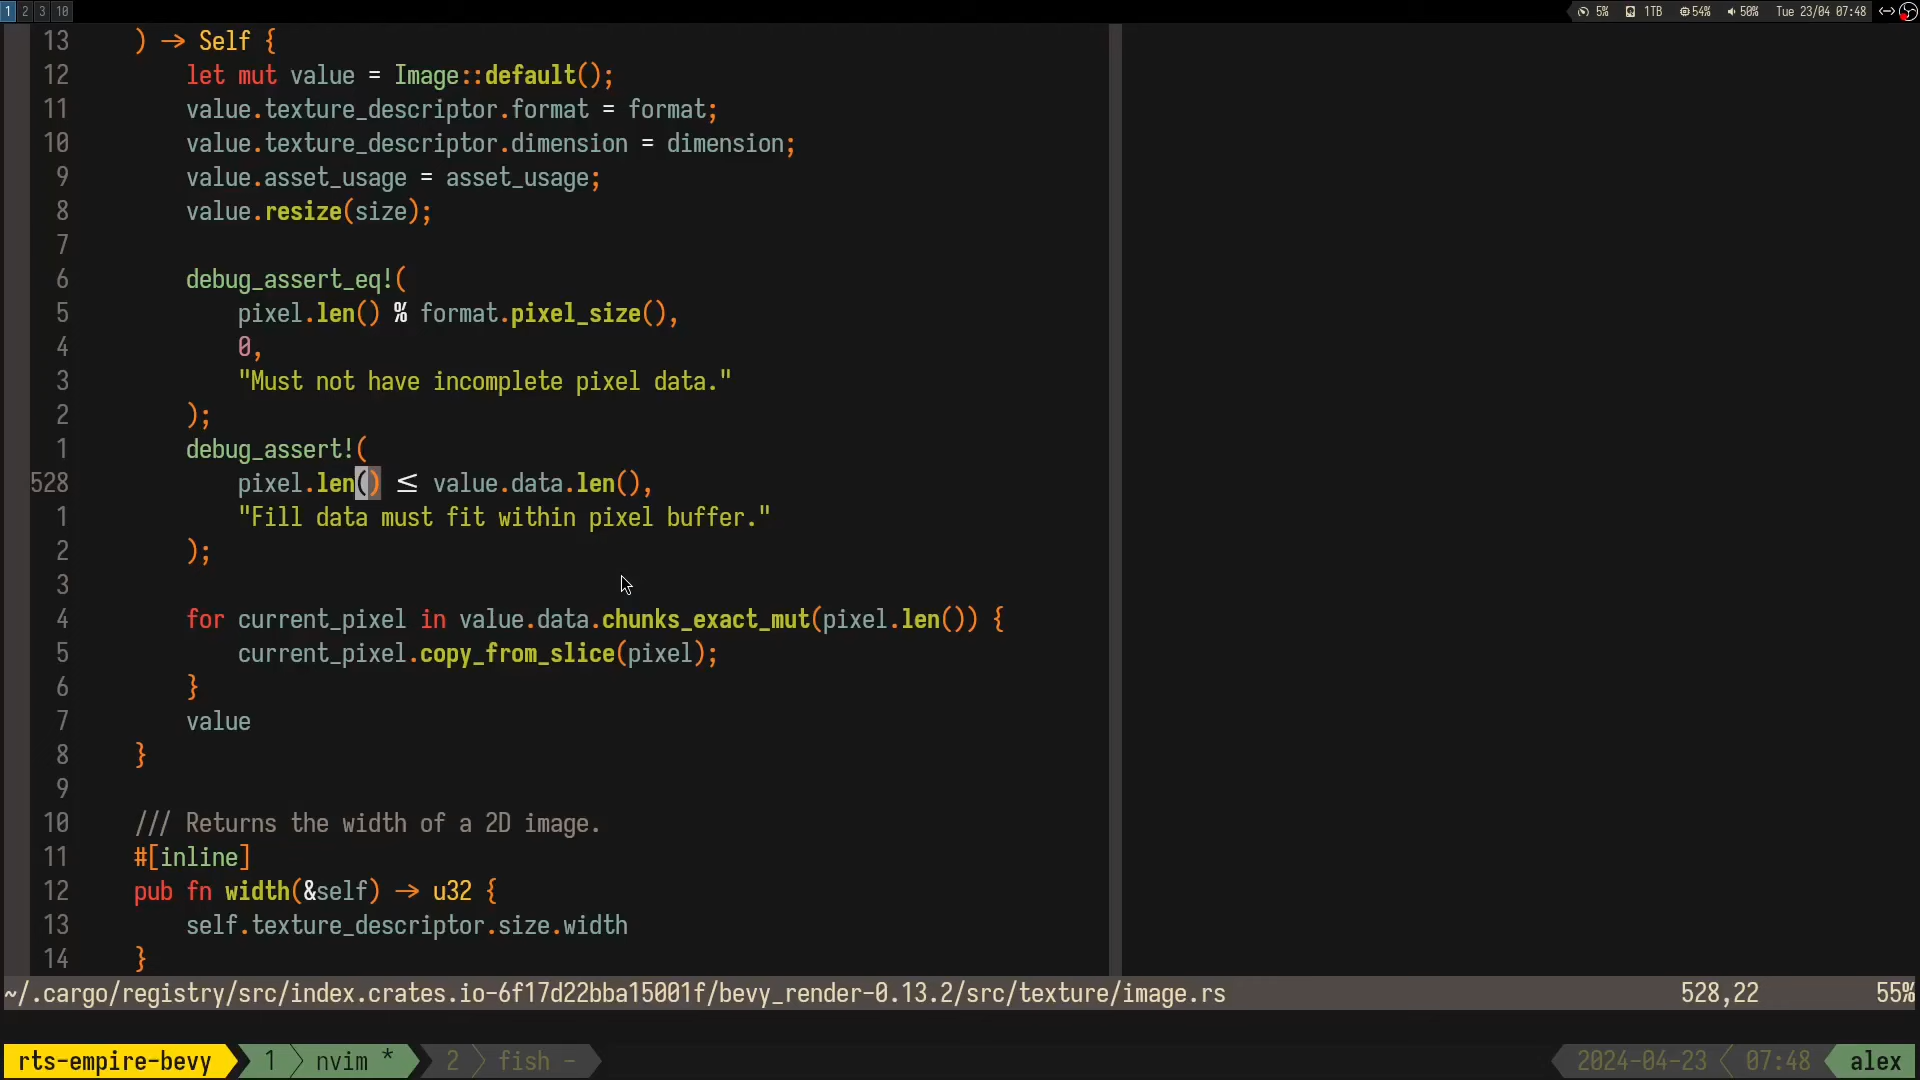 1 2 3 10 5% 1TB 54% 50% Tue 23/04 07:48
13 ) → Self {
12 let mut value = Image::default();
11 value.texture_descriptor.format = format;
10 value.texture_descriptor.dimension = dimension;
9 value.asset_usage = asset_usage;
8 value.resize(size);
7
6 debug_assert_eq!(
5 pixel.len() % format.pixel_size(),
4 0,
3 "Must not have incomplete pixel data."
2 );
1 debug_assert!(
528 pixel.len() ≤ value.data.len(),
1 "Fill data must fit within pixel buffer."
2 );
3
4 for current_pixel in value.data.chunks_exact_mut(pixel.len()) {
5 current_pixel.copy_from_slice(pixel);
6 }
7 value
8 }
9
10 /// Returns the width of a 2D image.
11 #[inline]
12 pub fn width(&self) → u32 {
13 self.texture_descriptor.size.width
14 }
~/.cargo/registry/src/index.crates.io-6f17d22bba15001f/bevy_render-0.13.2/src/texture/image.rs 528,22 55%
rts-empire-bevy 1 nvim * 2 fish - 2024-04-23 07:48 alex